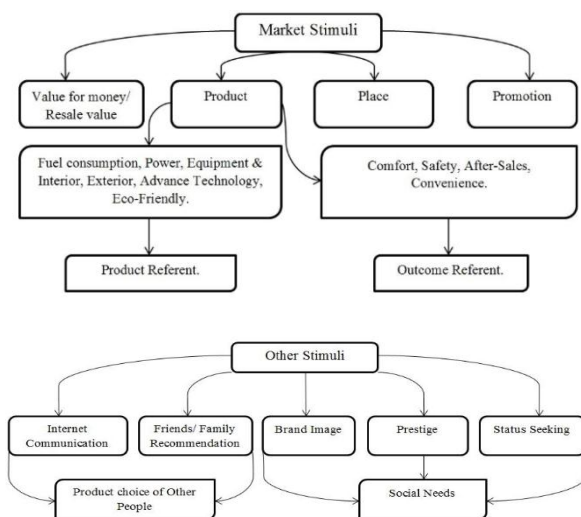 Market Stimuli
Value for money/
Resale value
Product
Place
Promotion
Fuel consumption, Power, Equipment &
Interior, Exterior, Advance Technology,
Eco-Friendly.
Comfort, Safety, After-Sales,
Convenience.
Product Referent.
Outcome Referent.
Other Stimuli
Internet
Communication
Friends/ Family
Recommendation
Brand Image
Prestige
Status Seeking
Product choice of Other
People
Social Needs